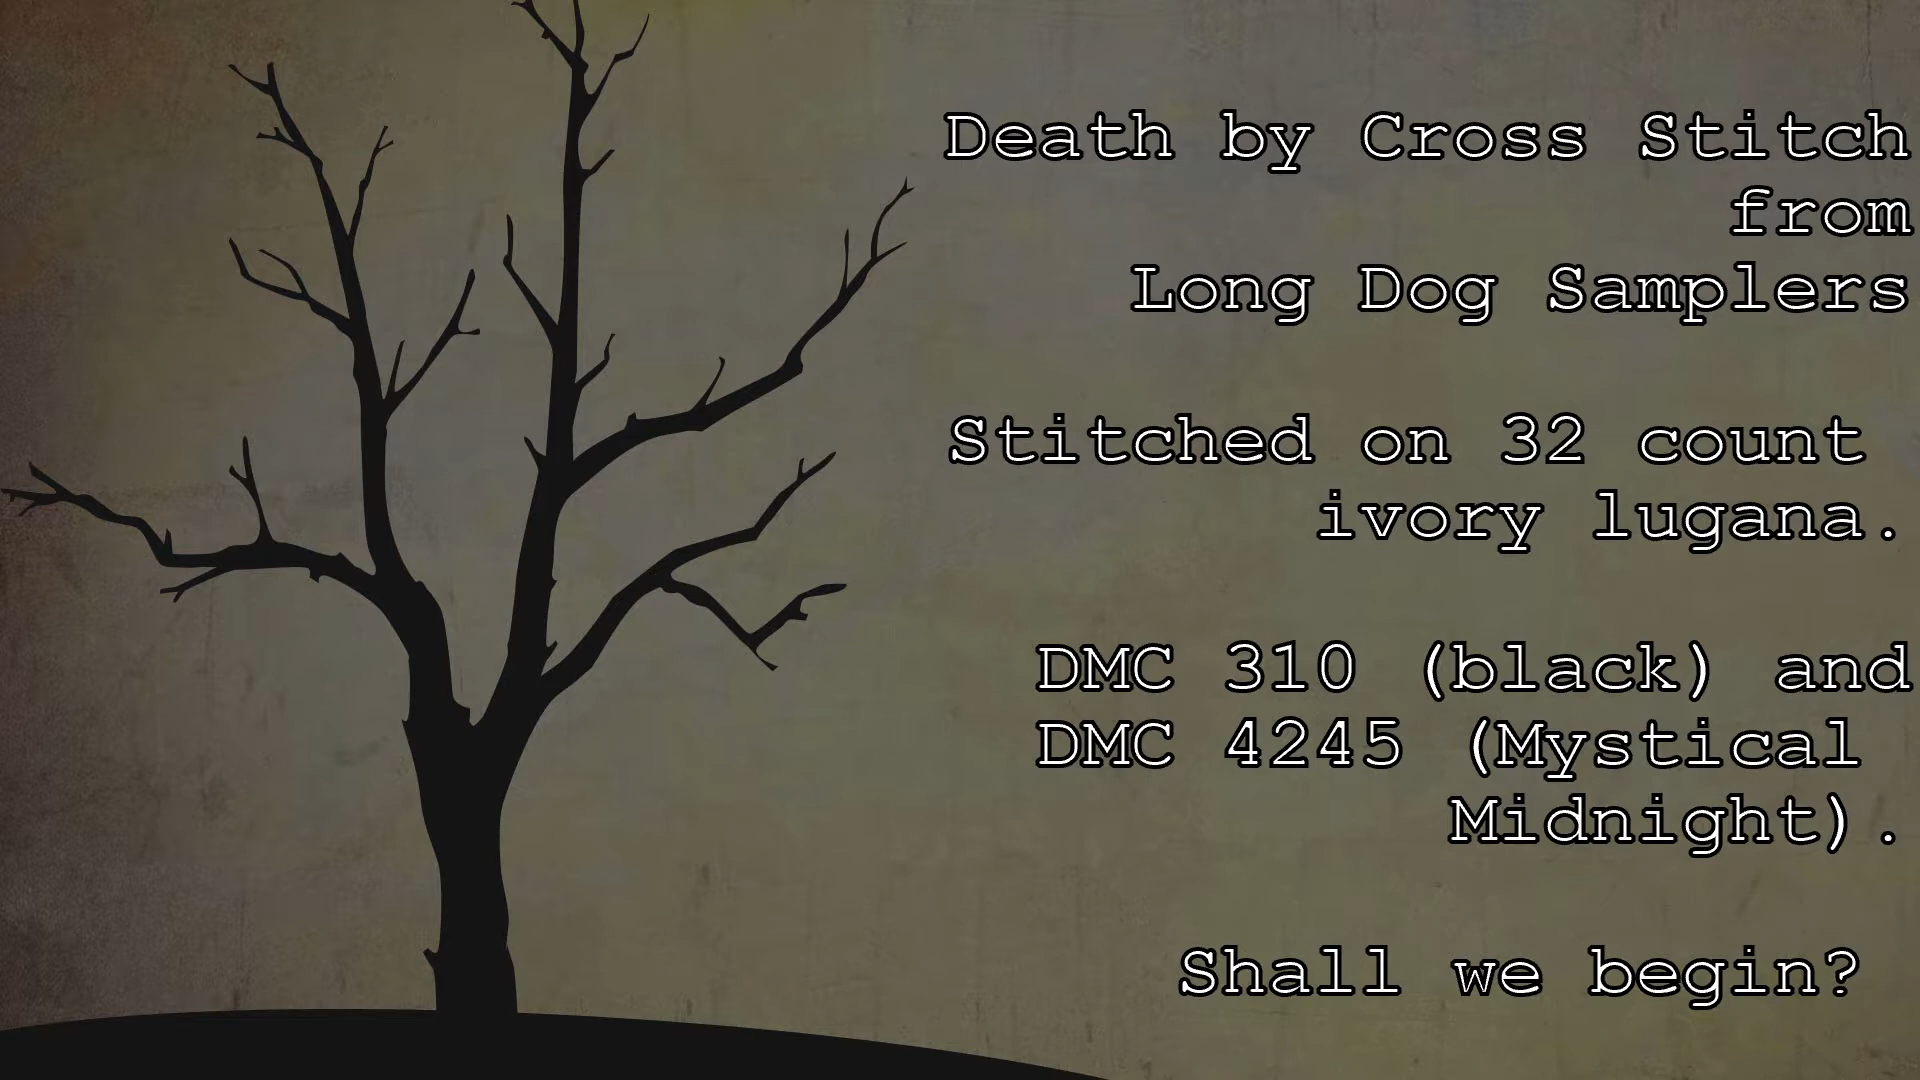 Death by Cross Stitch
from
Long Dog Samplers
Stitched on 32 count
ivory lugana.
DMC 310 (black) and
DMC 4245 (Mystical
Midnight).
Shall we begin?